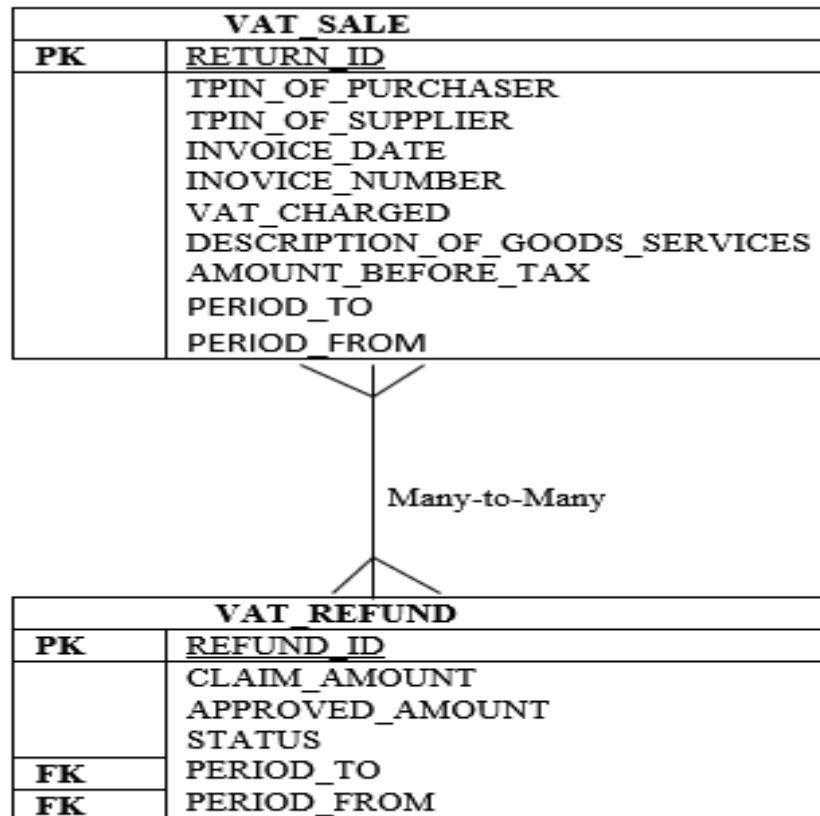 VAT_SALE
PK RETURN_ID
TPIN_OF_PURCHASER
TPIN_OF_SUPPLIER
INVOICE_DATE
INOVICE_NUMBER
VAT_CHARGED
DESCRIPTION_OF_GOODS_SERVICES
AMOUNT_BEFORE_TAX
PERIOD_TO
PERIOD_FROM
Many-to-Many
VAT_REFUND
PK REFUND_ID
CLAIM_AMOUNT
APPROVED_AMOUNT
STATUS
FK PERIOD_TO
FK PERIOD_FROM